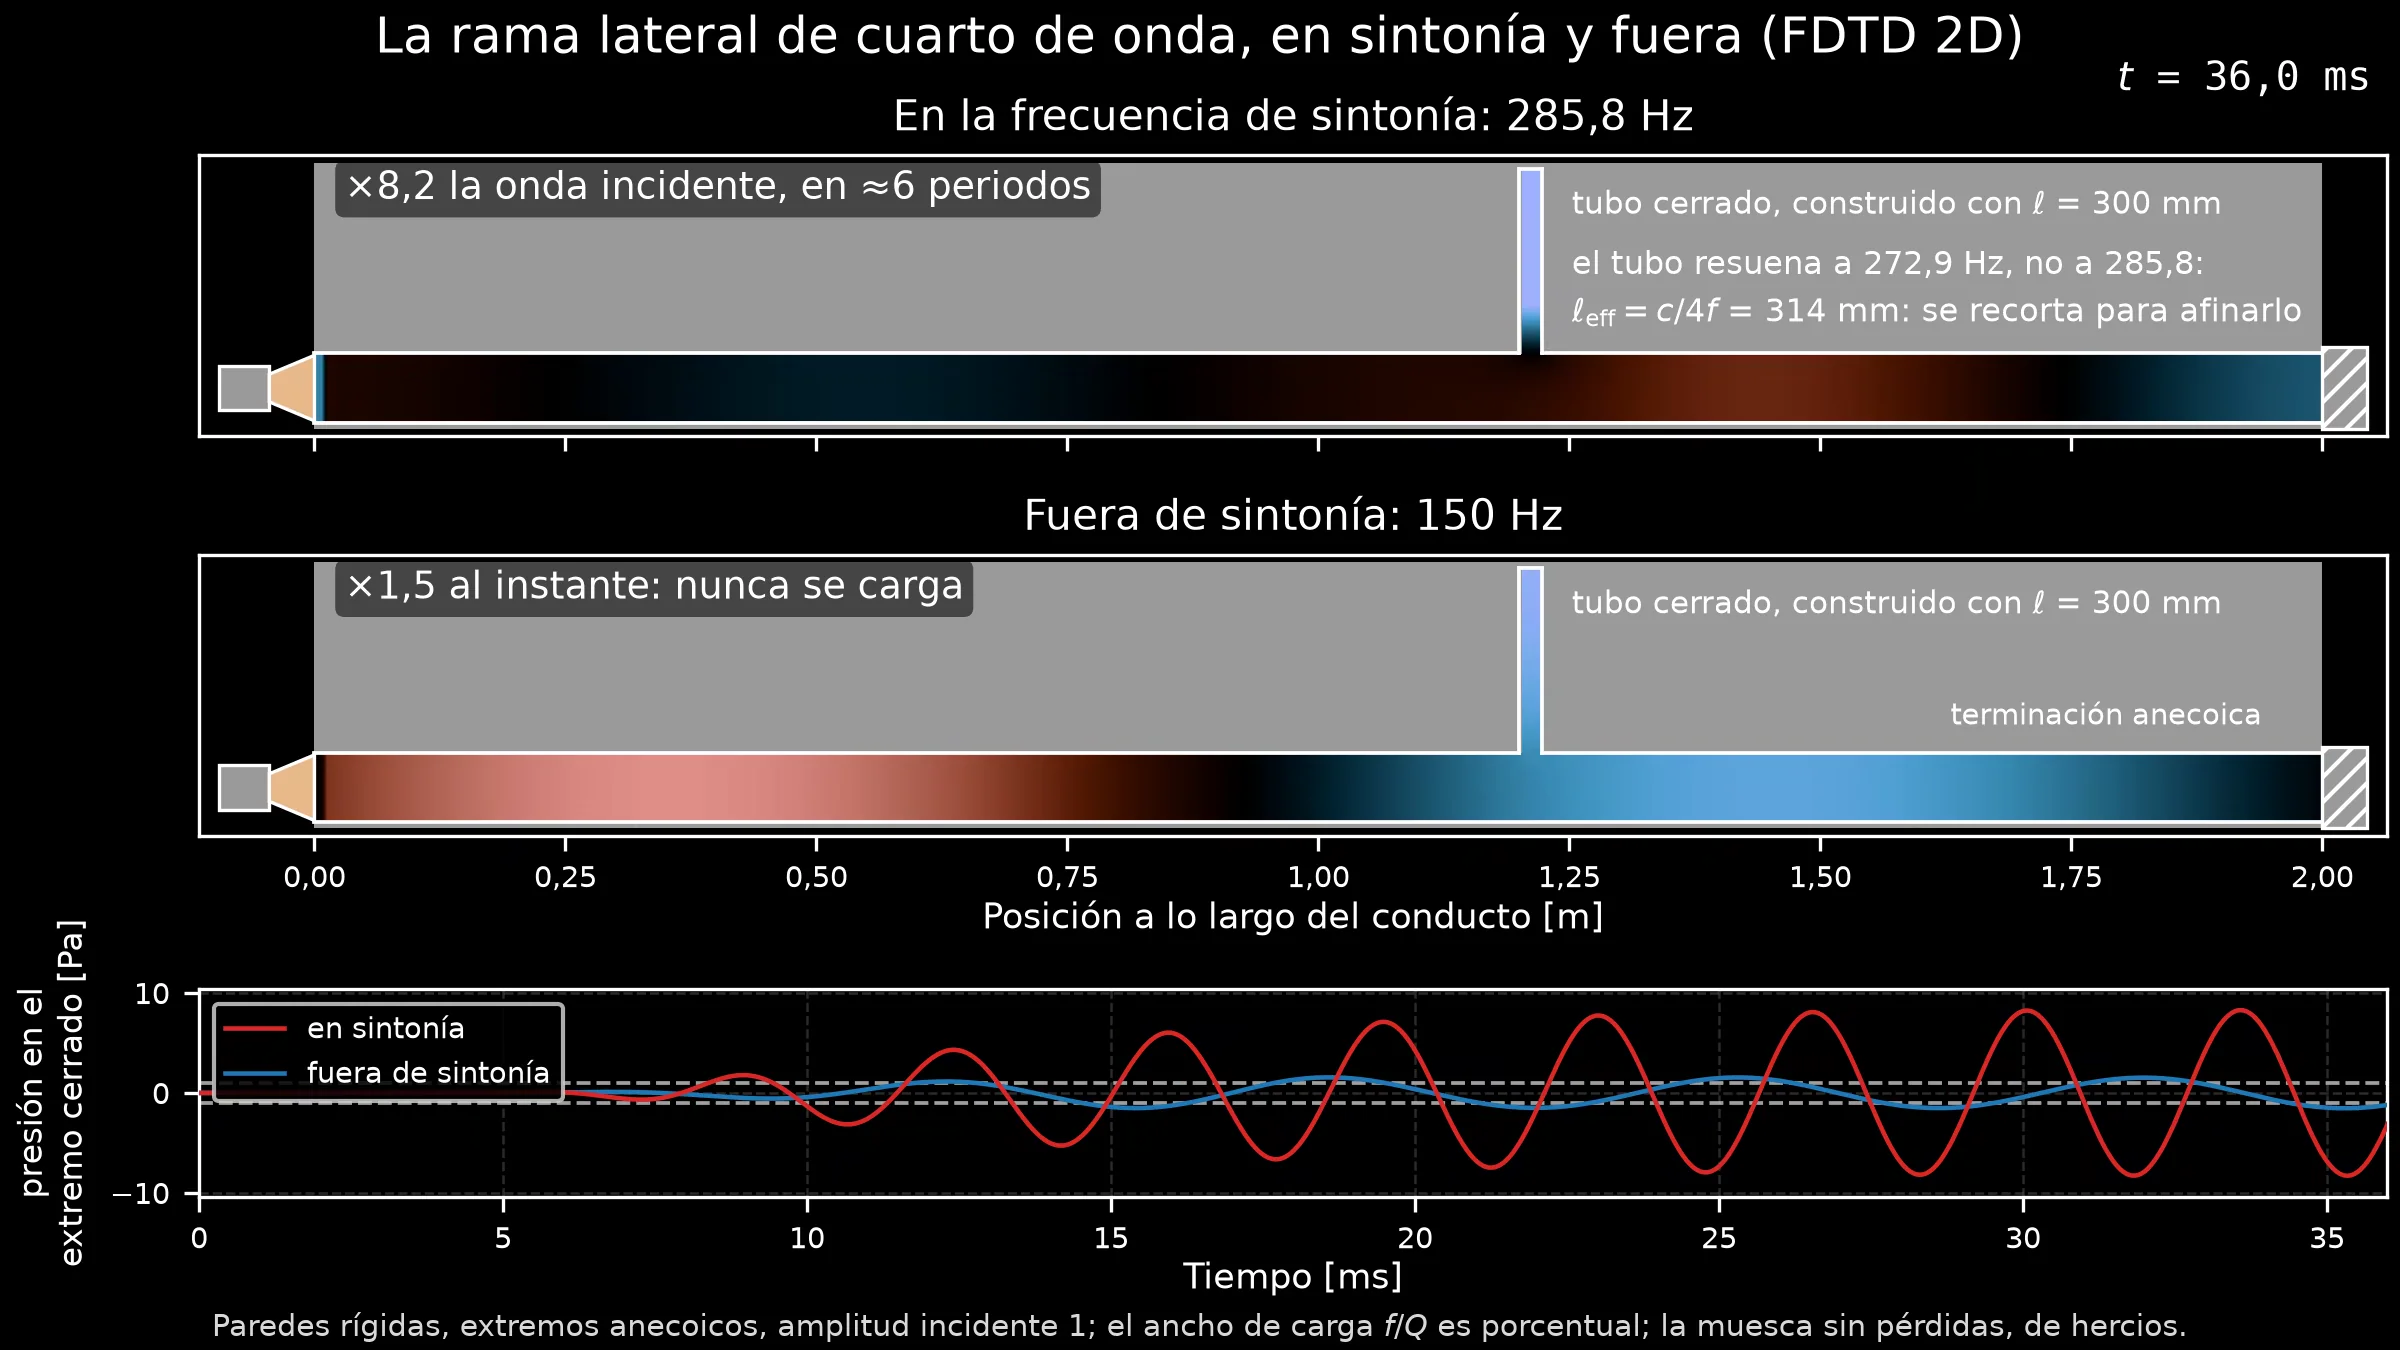 La rama lateral de cuarto de onda, en sintonía y fuera (FDTD 2D)
t = 36,0 ms
En la frecuencia de sintonía: 285,8 Hz
×8,2 la onda incidente, en ≈6 periodos
tubo cerrado, construido con ℓ = 300 mm
el tubo resuena a 272,9 Hz, no a 285,8:
ℓeff = c/4f = 314 mm: se recorta para afinarlo
Fuera de sintonía: 150 Hz
×1,5 al instante: nunca se carga
tubo cerrado, construido con ℓ = 300 mm
terminación anecoica
0,00 0,25 0,50 0,75 1,00 1,25 1,50 1,75 2,00
Posición a lo largo del conducto [m]
presión en el
extremo cerrado [Pa]
10
0
−10
en sintonía
fuera de sintonía
0 5 10 15 20 25 30 35
Tiempo [ms]
Paredes rígidas, extremos anecoicos, amplitud incidente 1; el ancho de carga f/Q es porcentual; la muesca sin pérdidas, de hercios.